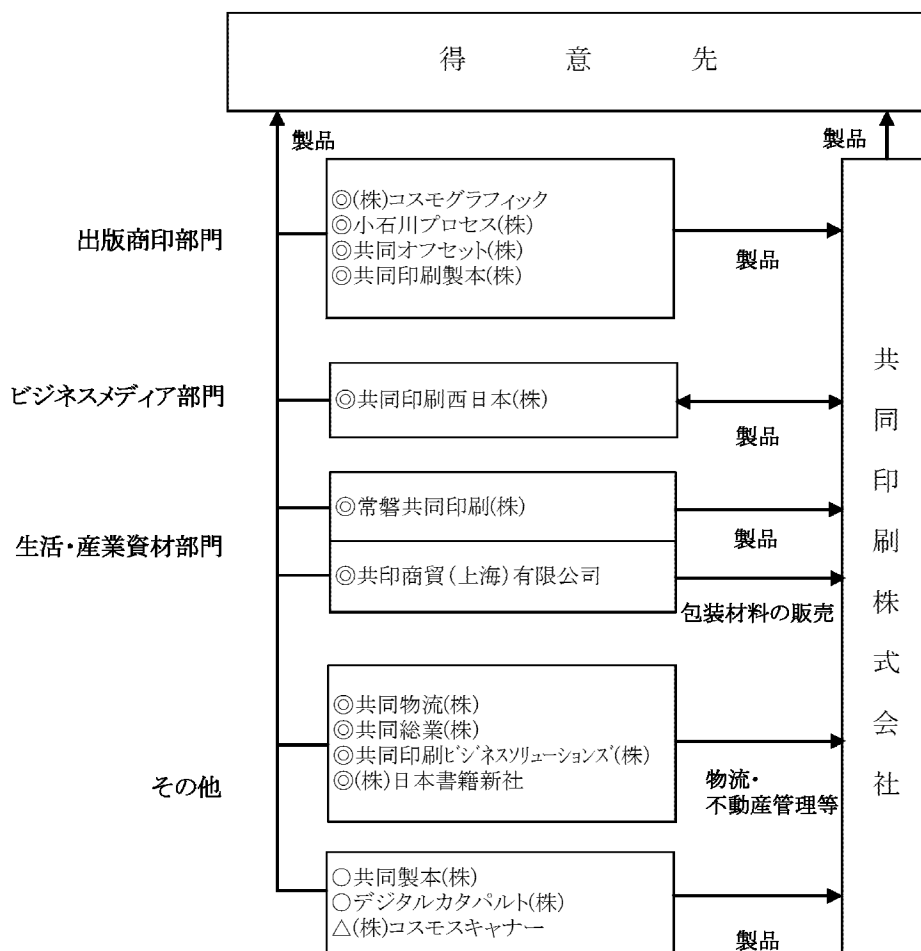 得意先
製品
製品
出版商印部門
◎(株)コスモグラフィック
◎小石川プロセス(株)
◎共同オフセット(株)
◎共同印刷製本(株)
製品
ビジネスメディア部門
◎共同印刷西日本(株)
製品
生活・産業資材部門
◎常磐共同印刷(株)
製品
◎共印商貿(上海)有限公司
包装材料の販売
その他
◎共同物流(株)
◎共同総業(株)
◎共同印刷ﾋﾞｼﾞﾈｽｿﾘｭｰｼｮﾝｽﾞ(株)
◎(株)日本書籍新社
物流・
不動産管理等
○共同製本(株)
○デジタルカタパルト(株)
△(株)コスモスキャナー
製品
共同印刷株式会社